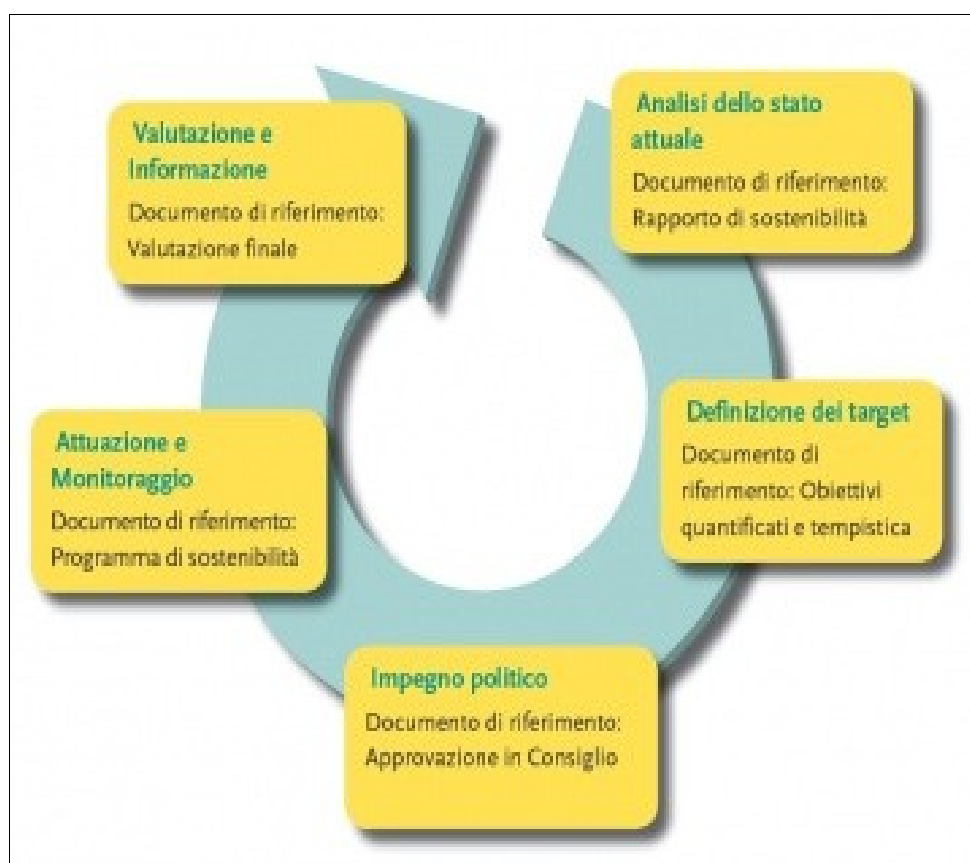 Analisi dello stato
attuale
Documento di riferimento:
Rapporto di sostenibilità
Definizione dei target
Documento di
riferimento: Obiettivi
quantificati e tempistica
Impegno politico
Documento di riferimento:
Approvazione in Consiglio
Attuazione e
Monitoraggio
Documento di riferimento:
Programma di sostenibilità
Valutazione e
Informazione
Documento di riferimento:
Valutazione finale